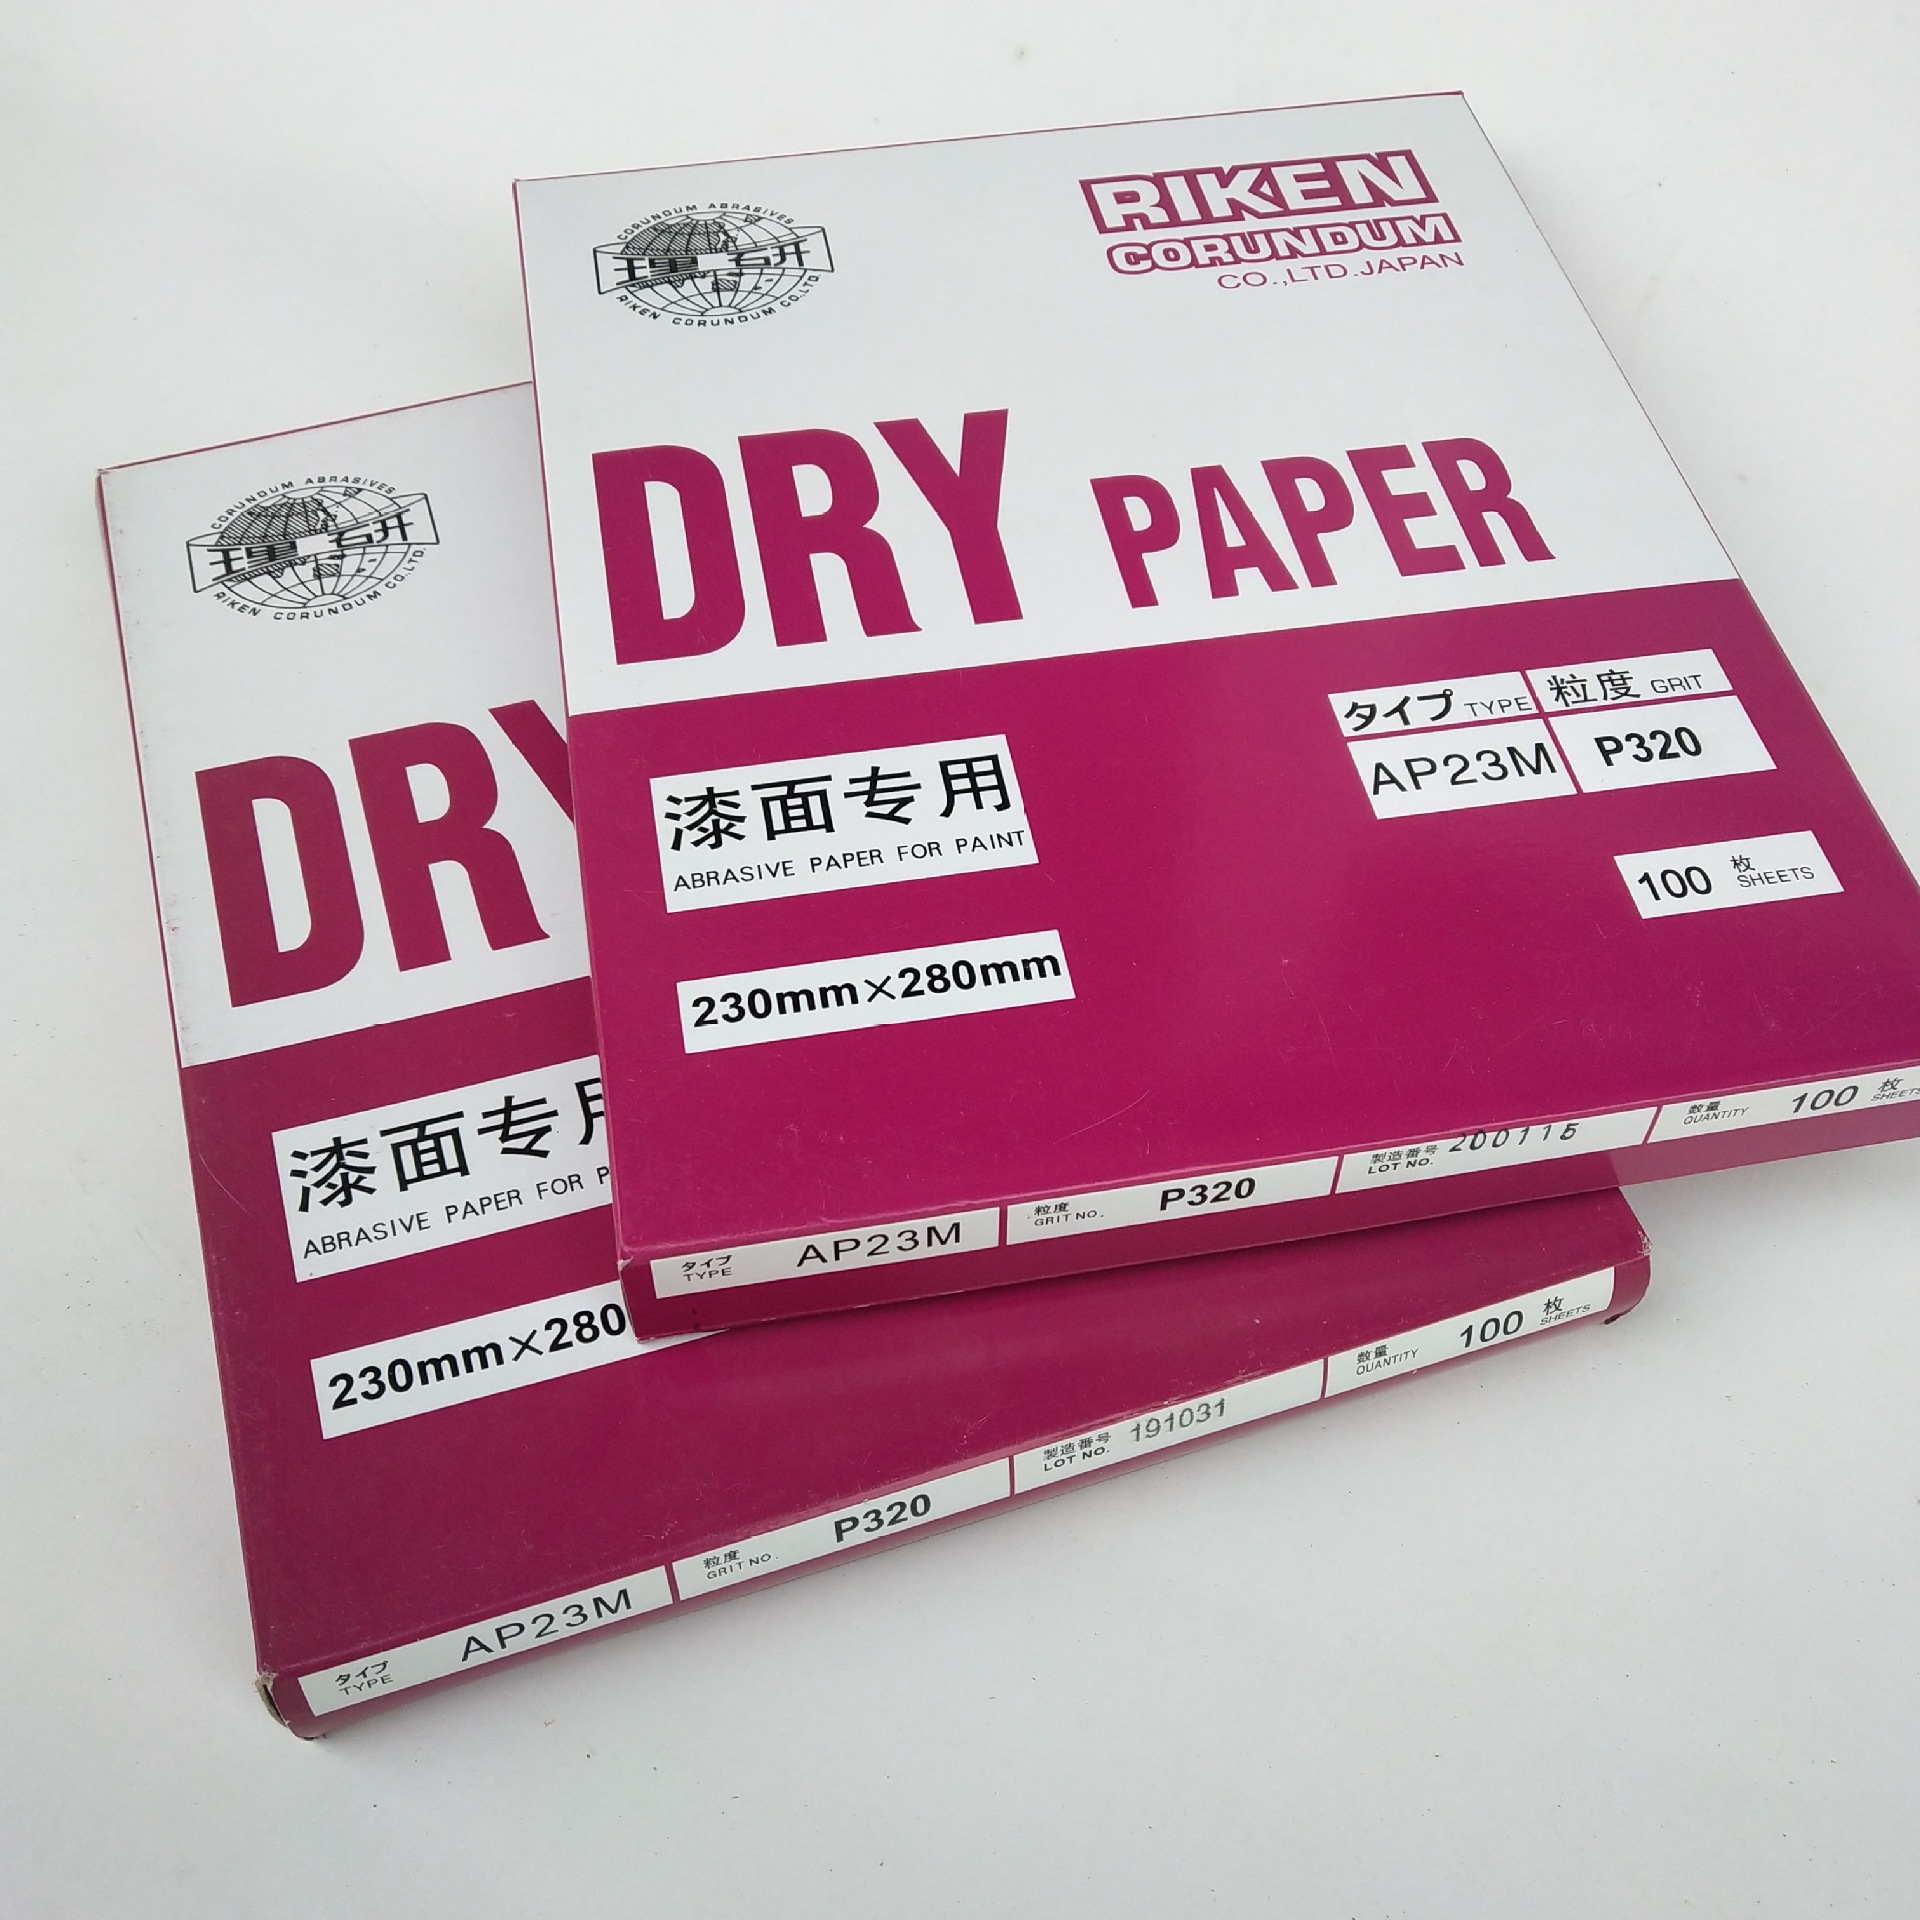 CORUNDUM ABRASIVES
理研
RIKEN CORUNDUM CO.,LTD.
RIKEN
CORUNDUM
CO.,LTD.JAPAN
DRY PAPER
タイプ TYPE 粒度 GRIT
AP23M P320
漆面专用
ABRASIVE PAPER FOR PAINT
100 枚 SHEETS
230mm×280mm
タイプ TYPE AP23M 粒度 GRIT NO. P320 製造番号 LOT NO. 200115 数量 QUANTITY 100 枚 SHEETS
CORUNDUM ABRASIVES
理研
RIKEN CORUNDUM CO.,LTD.
DRY
漆面专用
ABRASIVE PAPER FOR P
230mm×280
タイプ TYPE AP23M 粒度 GRIT NO. P320 製造番号 LOT NO. 191031 数量 QUANTITY 100 枚 SHEETS